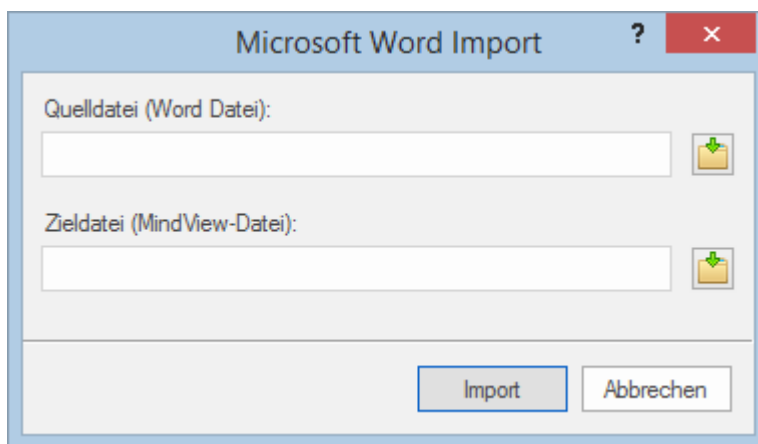 Microsoft Word Import ? ×
Quelldatei (Word Datei):
Zieldatei (MindView-Datei):
Import Abbrechen